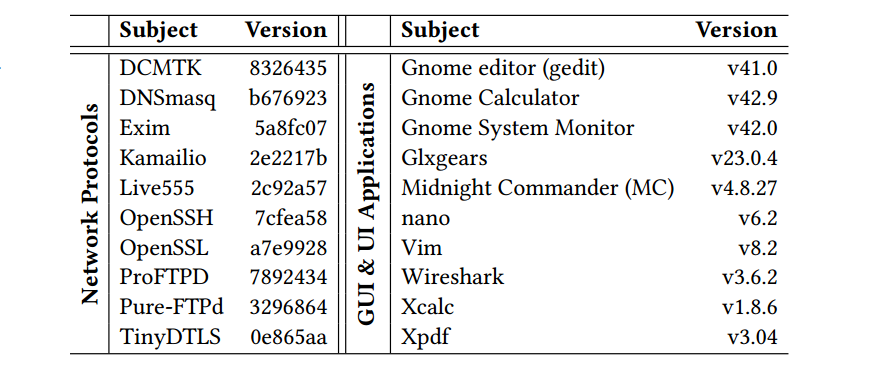 Subject Version Subject Version
Network Protocols
DCMTK 8326435
DNSmasq b676923
Exim 5a8fc07
Kamailio 2e2217b
Live555 2c92a57
OpenSSH 7cfea58
OpenSSL a7e9928
ProFTPD 7892434
Pure-FTPd 3296864
TinyDTLS 0e865aa
GUI & UI Applications
Gnome editor (gedit) v41.0
Gnome Calculator v42.9
Gnome System Monitor v42.0
Glxgears v23.0.4
Midnight Commander (MC) v4.8.27
nano v6.2
Vim v8.2
Wireshark v3.6.2
Xcalc v1.8.6
Xpdf v3.04